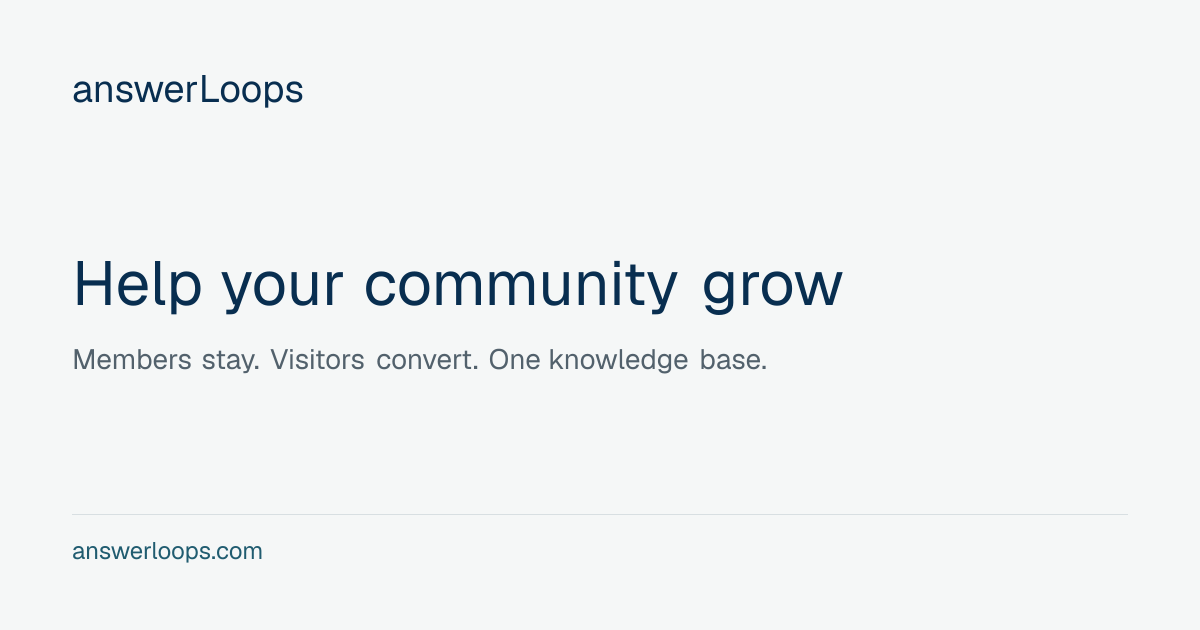 answerLoops
Help your community grow
Members stay. Visitors convert. One knowledge base.
answerloops.com